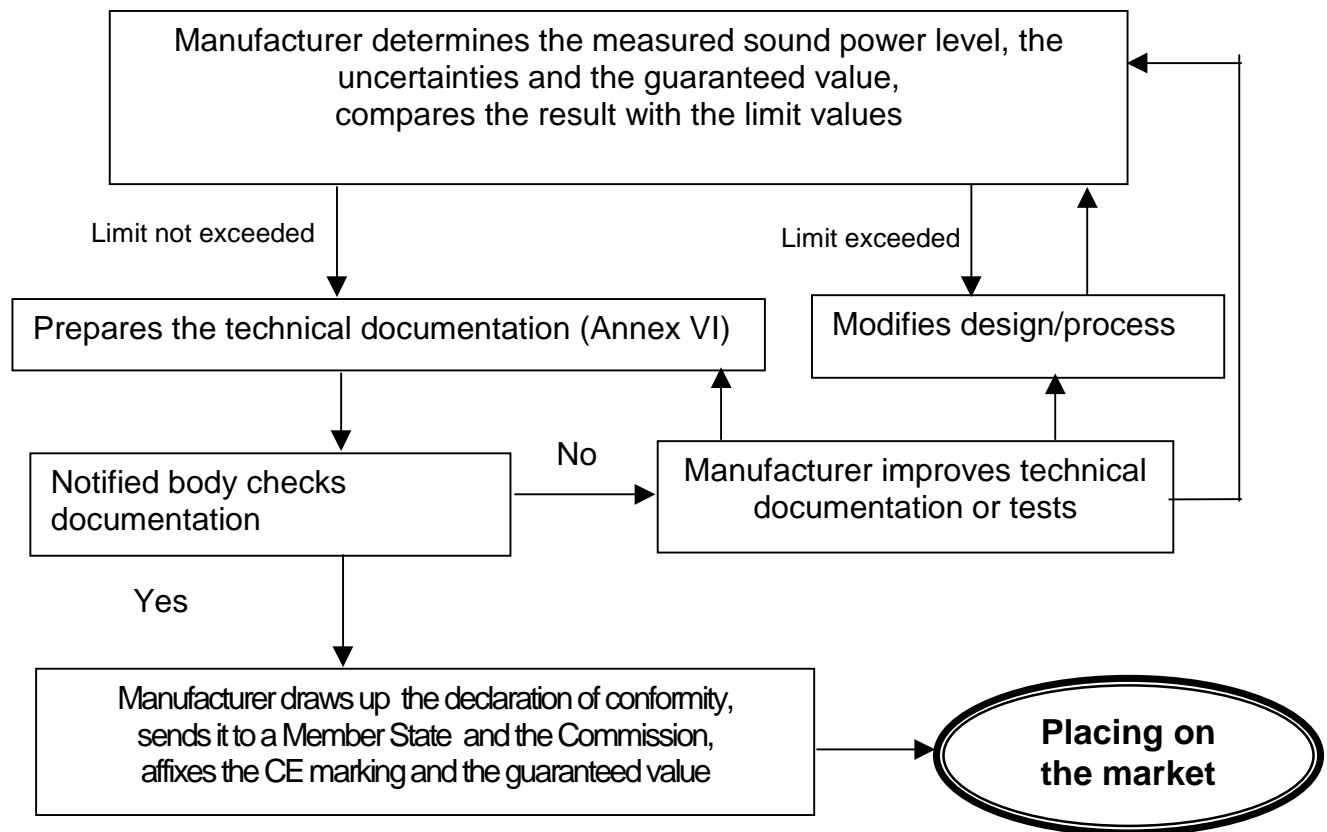 Manufacturer determines the measured sound power level, the
uncertainties and the guaranteed value,
compares the result with the limit values
Limit not exceeded
Limit exceeded
Prepares the technical documentation (Annex VI)
Modifies design/process
Notified body checks
documentation
No
Manufacturer improves technical
documentation or tests
Yes
Manufacturer draws up the declaration of conformity,
sends it to a Member State and the Commission,
affixes the CE marking and the guaranteed value
Placing on
the market